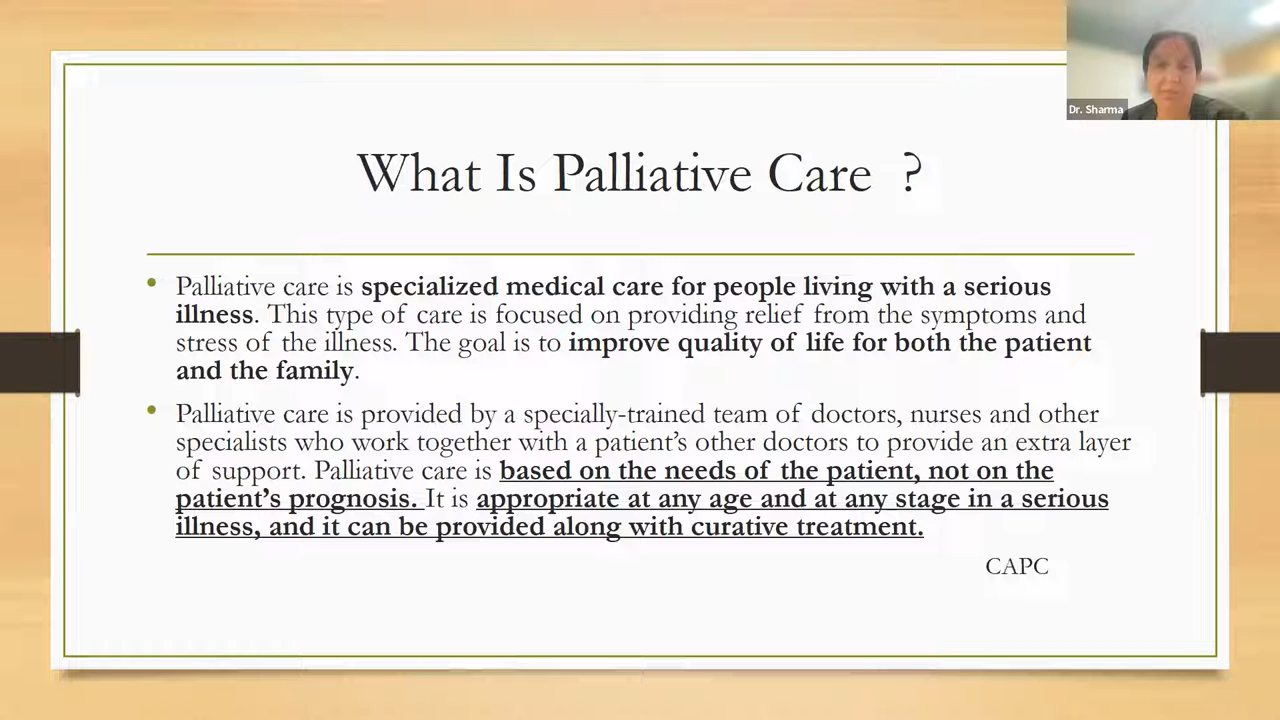 Dr. Sharma
What Is Palliative Care ?
• Palliative care is specialized medical care for people living with a serious
illness. This type of care is focused on providing relief from the symptoms and
stress of the illness. The goal is to improve quality of life for both the patient
and the family.
• Palliative care is provided by a specially-trained team of doctors, nurses and other
specialists who work together with a patient’s other doctors to provide an extra layer
of support. Palliative care is based on the needs of the patient, not on the
patient’s prognosis. It is appropriate at any age and at any stage in a serious
illness, and it can be provided along with curative treatment.
CAPC